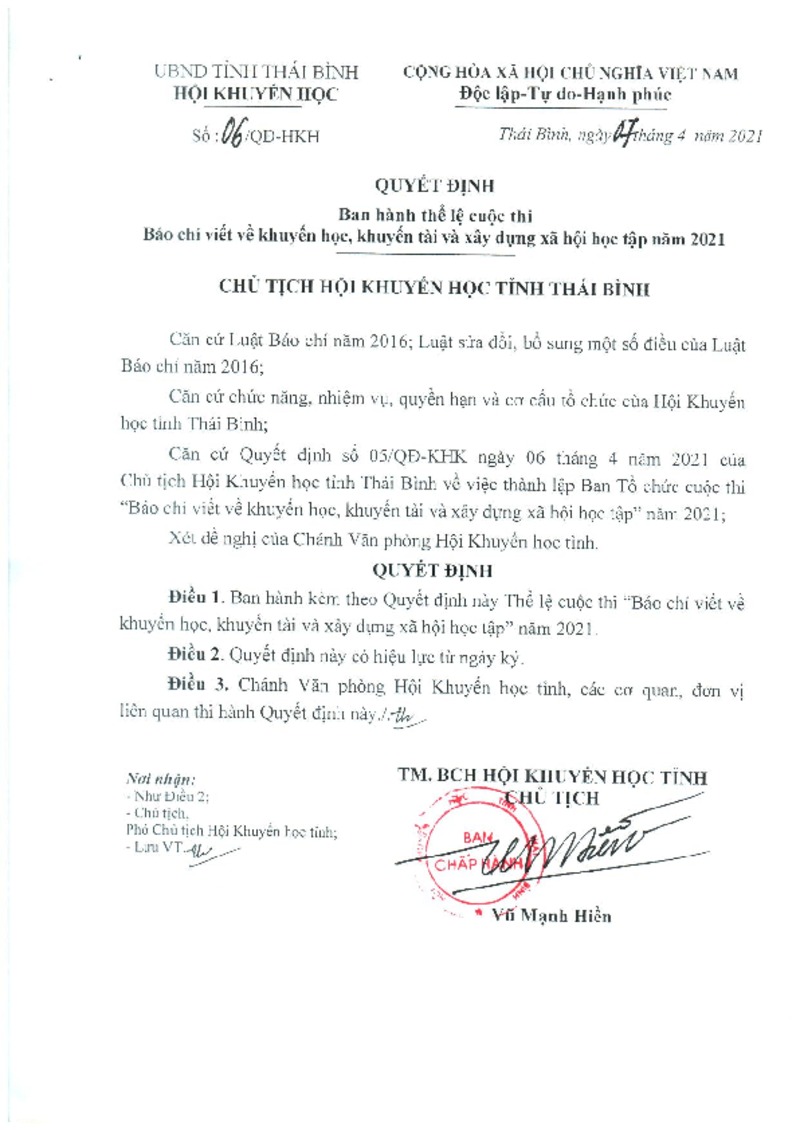 UBND TỈNH THÁI BÌNH
HỘI KHUYẾN HỌC
Số : 06/QĐ-HKH
CỘNG HÒA XÃ HỘI CHỦ NGHĨA VIỆT NAM
Độc lập-Tự do-Hạnh phúc
Thái Bình, ngày 07 tháng 4 năm 2021
QUYẾT ĐỊNH
Ban hành thể lệ cuộc thi
Báo chí viết về khuyến học, khuyến tài và xây dựng xã hội học tập năm 2021
CHỦ TỊCH HỘI KHUYẾN HỌC TỈNH THÁI BÌNH
Căn cứ Luật Báo chí năm 2016; Luật sửa đổi, bổ sung một số điều của Luật
Báo chí năm 2016;
Căn cứ chức năng, nhiệm vụ, quyền hạn và cơ cấu tổ chức của Hội Khuyến
học tỉnh Thái Bình;
Căn cứ Quyết định số 05/QĐ-KHK ngày 06 tháng 4 năm 2021 của
Chủ tịch Hội Khuyến học tỉnh Thái Bình về việc thành lập Ban Tổ chức cuộc thi
“Báo chí viết về khuyến học, khuyến tài và xây dựng xã hội học tập” năm 2021;
Xét đề nghị của Chánh Văn phòng Hội Khuyến học tỉnh.
QUYẾT ĐỊNH
Điều 1. Ban hành kèm theo Quyết định này Thể lệ cuộc thi “Báo chí viết về
khuyến học, khuyến tài và xây dựng xã hội học tập” năm 2021.
Điều 2. Quyết định này có hiệu lực từ ngày ký.
Điều 3. Chánh Văn phòng Hội Khuyến học tỉnh, các cơ quan, đơn vị
liên quan thi hành Quyết định này./.
Nơi nhận:
- Như Điều 2;
- Chủ tịch,
Phó Chủ tịch Hội Khuyến học tỉnh;
- Lưu VT.
TM. BCH HỘI KHUYẾN HỌC TỈNH
CHỦ TỊCH
BAN
CHẤP HÀNH
Vũ Mạnh Hiền